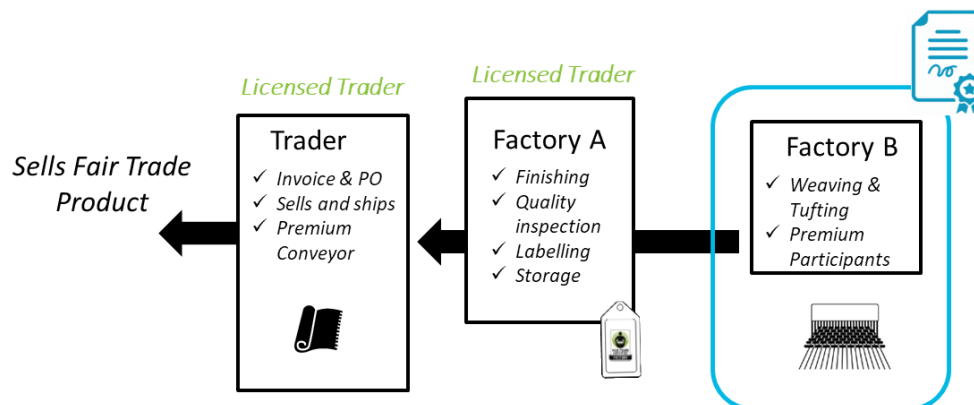 Licensed Trader
Trader
✓ Invoice & PO
✓ Sells and ships
✓ Premium
Conveyor
Sells Fair Trade
Product
Licensed Trader
Factory A
✓ Finishing
✓ Quality
inspection
✓ Labelling
✓ Storage
Factory B
✓ Weaving &
Tufting
✓ Premium
Participants